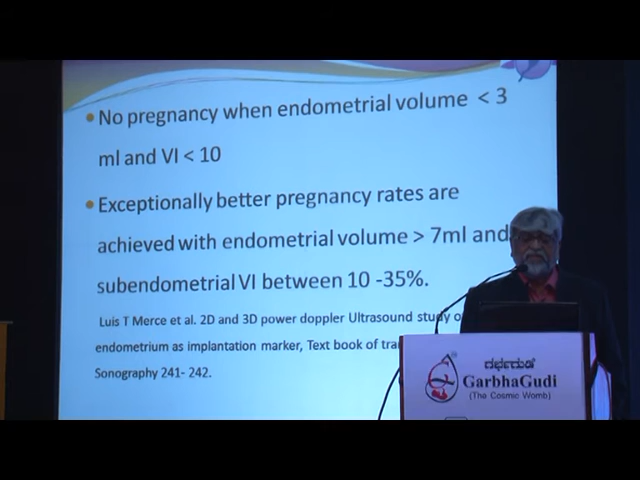 No pregnancy when endometrial volume < 3
ml and VI < 10
Exceptionally better pregnancy rates are
achieved with endometrial volume > 7ml and
subendometrial VI between 10 -35%.
Luis T Merce et al. 2D and 3D power doppler Ultrasound study o
endometrium as implantation marker, Text book of tra
Sonography 241- 242.
ಗರ್ಭಗುಡಿ
GarbhaGudi
(The Cosmic Womb)